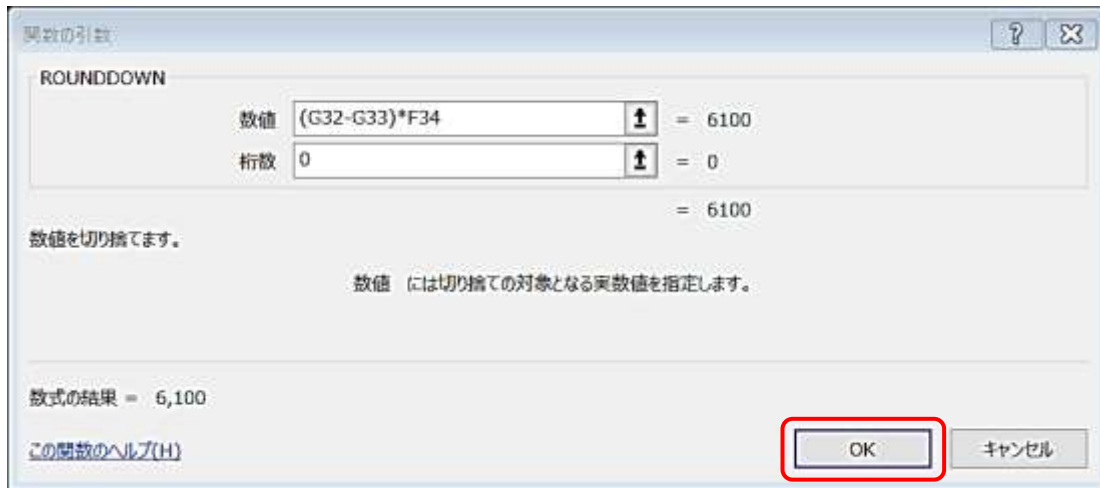 関数の引数
ROUNDDOWN
数値 (G32-G33)*F34 = 6100
桁数 0 = 0
= 6100
数値を切り捨てます。
数値 には切り捨ての対象となる実数値を指定します。
数式の結果 = 6,100
この関数のヘルプ(H)
OK キャンセル